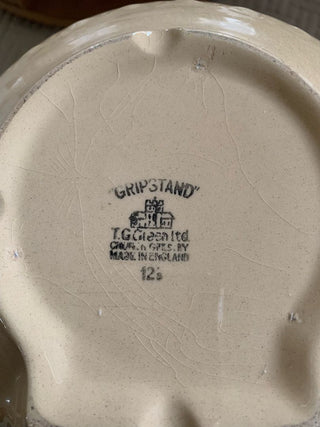 "GRIPSTAND"
T.G.Green Ltd.
CHURCH GRESLEY
MADE IN ENGLAND
12s